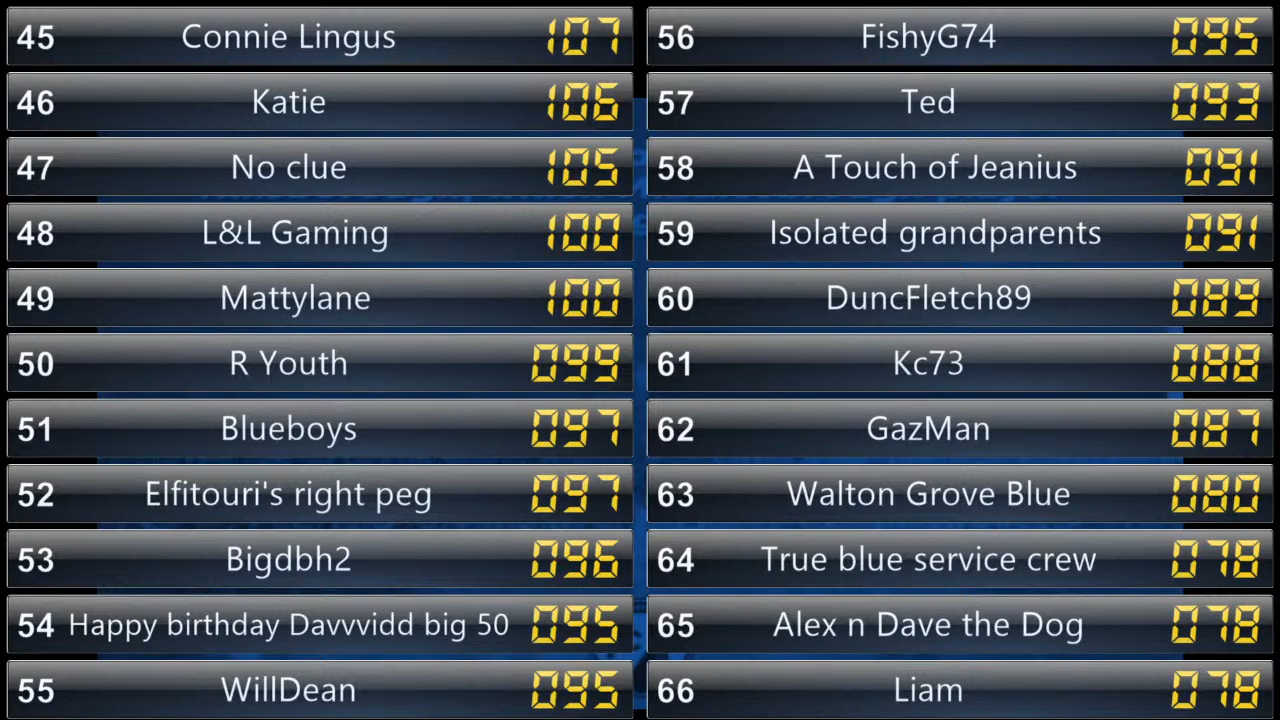 45 Connie Lingus 107
46 Katie 106
47 No clue 105
48 L&L Gaming 100
49 Mattylane 100
50 R Youth 099
51 Blueboys 097
52 Elfitouri's right peg 097
53 Bigdbh2 096
54 Happy birthday Davvvidd big 50 095
55 WillDean 095
56 FishyG74 095
57 Ted 093
58 A Touch of Jeanius 091
59 Isolated grandparents 091
60 DuncFletch89 089
61 Kc73 088
62 GazMan 087
63 Walton Grove Blue 080
64 True blue service crew 078
65 Alex n Dave the Dog 078
66 Liam 078